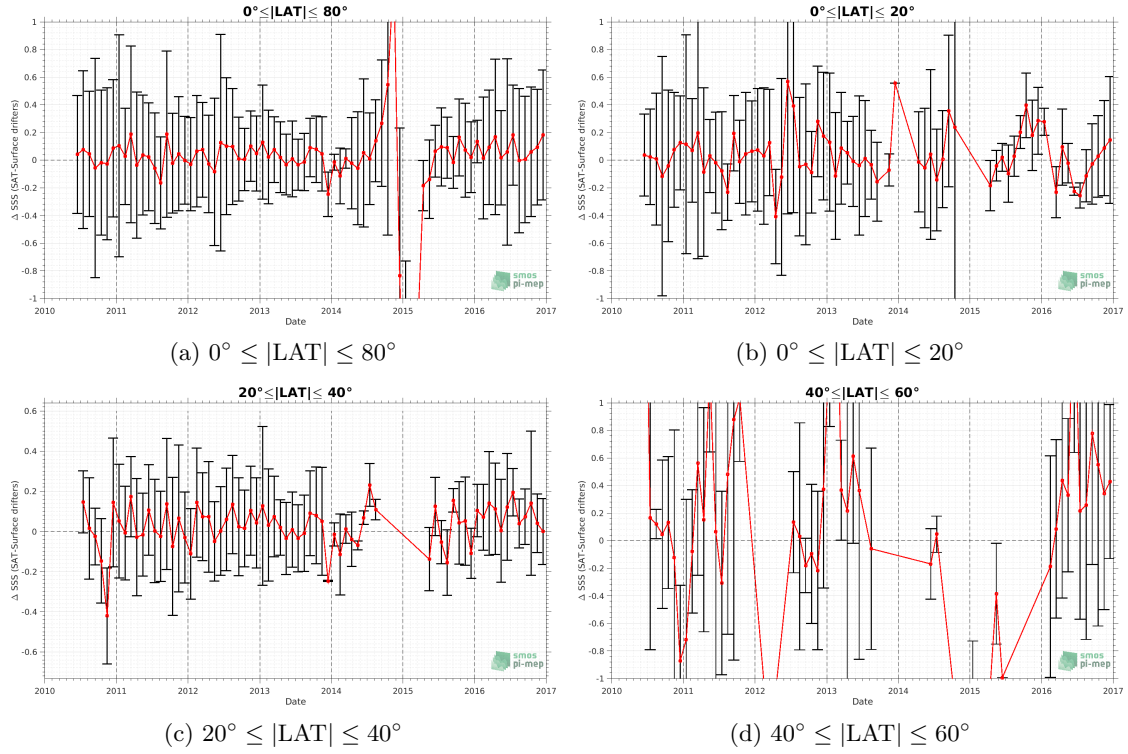 0°≤|LAT|≤ 80°
Δ SSS (SAT-Surface drifters)
1
0.8
0.6
0.4
0.2
0
-0.2
-0.4
-0.6
-0.8
-1
2010 2011 2012 2013 2014 2015 2016 2017
Date
smos
pi-mep
(a) 0° ≤ |LAT| ≤ 80°
0°≤|LAT|≤ 20°
Δ SSS (SAT-Surface drifters)
1
0.8
0.6
0.4
0.2
0
-0.2
-0.4
-0.6
-0.8
-1
2010 2011 2012 2013 2014 2015 2016 2017
Date
smos
pi-mep
(b) 0° ≤ |LAT| ≤ 20°
20°≤|LAT|≤ 40°
Δ SSS (SAT-Surface drifters)
0.6
0.4
0.2
0
-0.2
-0.4
-0.6
2010 2011 2012 2013 2014 2015 2016 2017
Date
smos
pi-mep
(c) 20° ≤ |LAT| ≤ 40°
40°≤|LAT|≤ 60°
Δ SSS (SAT-Surface drifters)
1
0.8
0.6
0.4
0.2
0
-0.2
-0.4
-0.6
-0.8
-1
2010 2011 2012 2013 2014 2015 2016 2017
Date
smos
pi-mep
(d) 40° ≤ |LAT| ≤ 60°